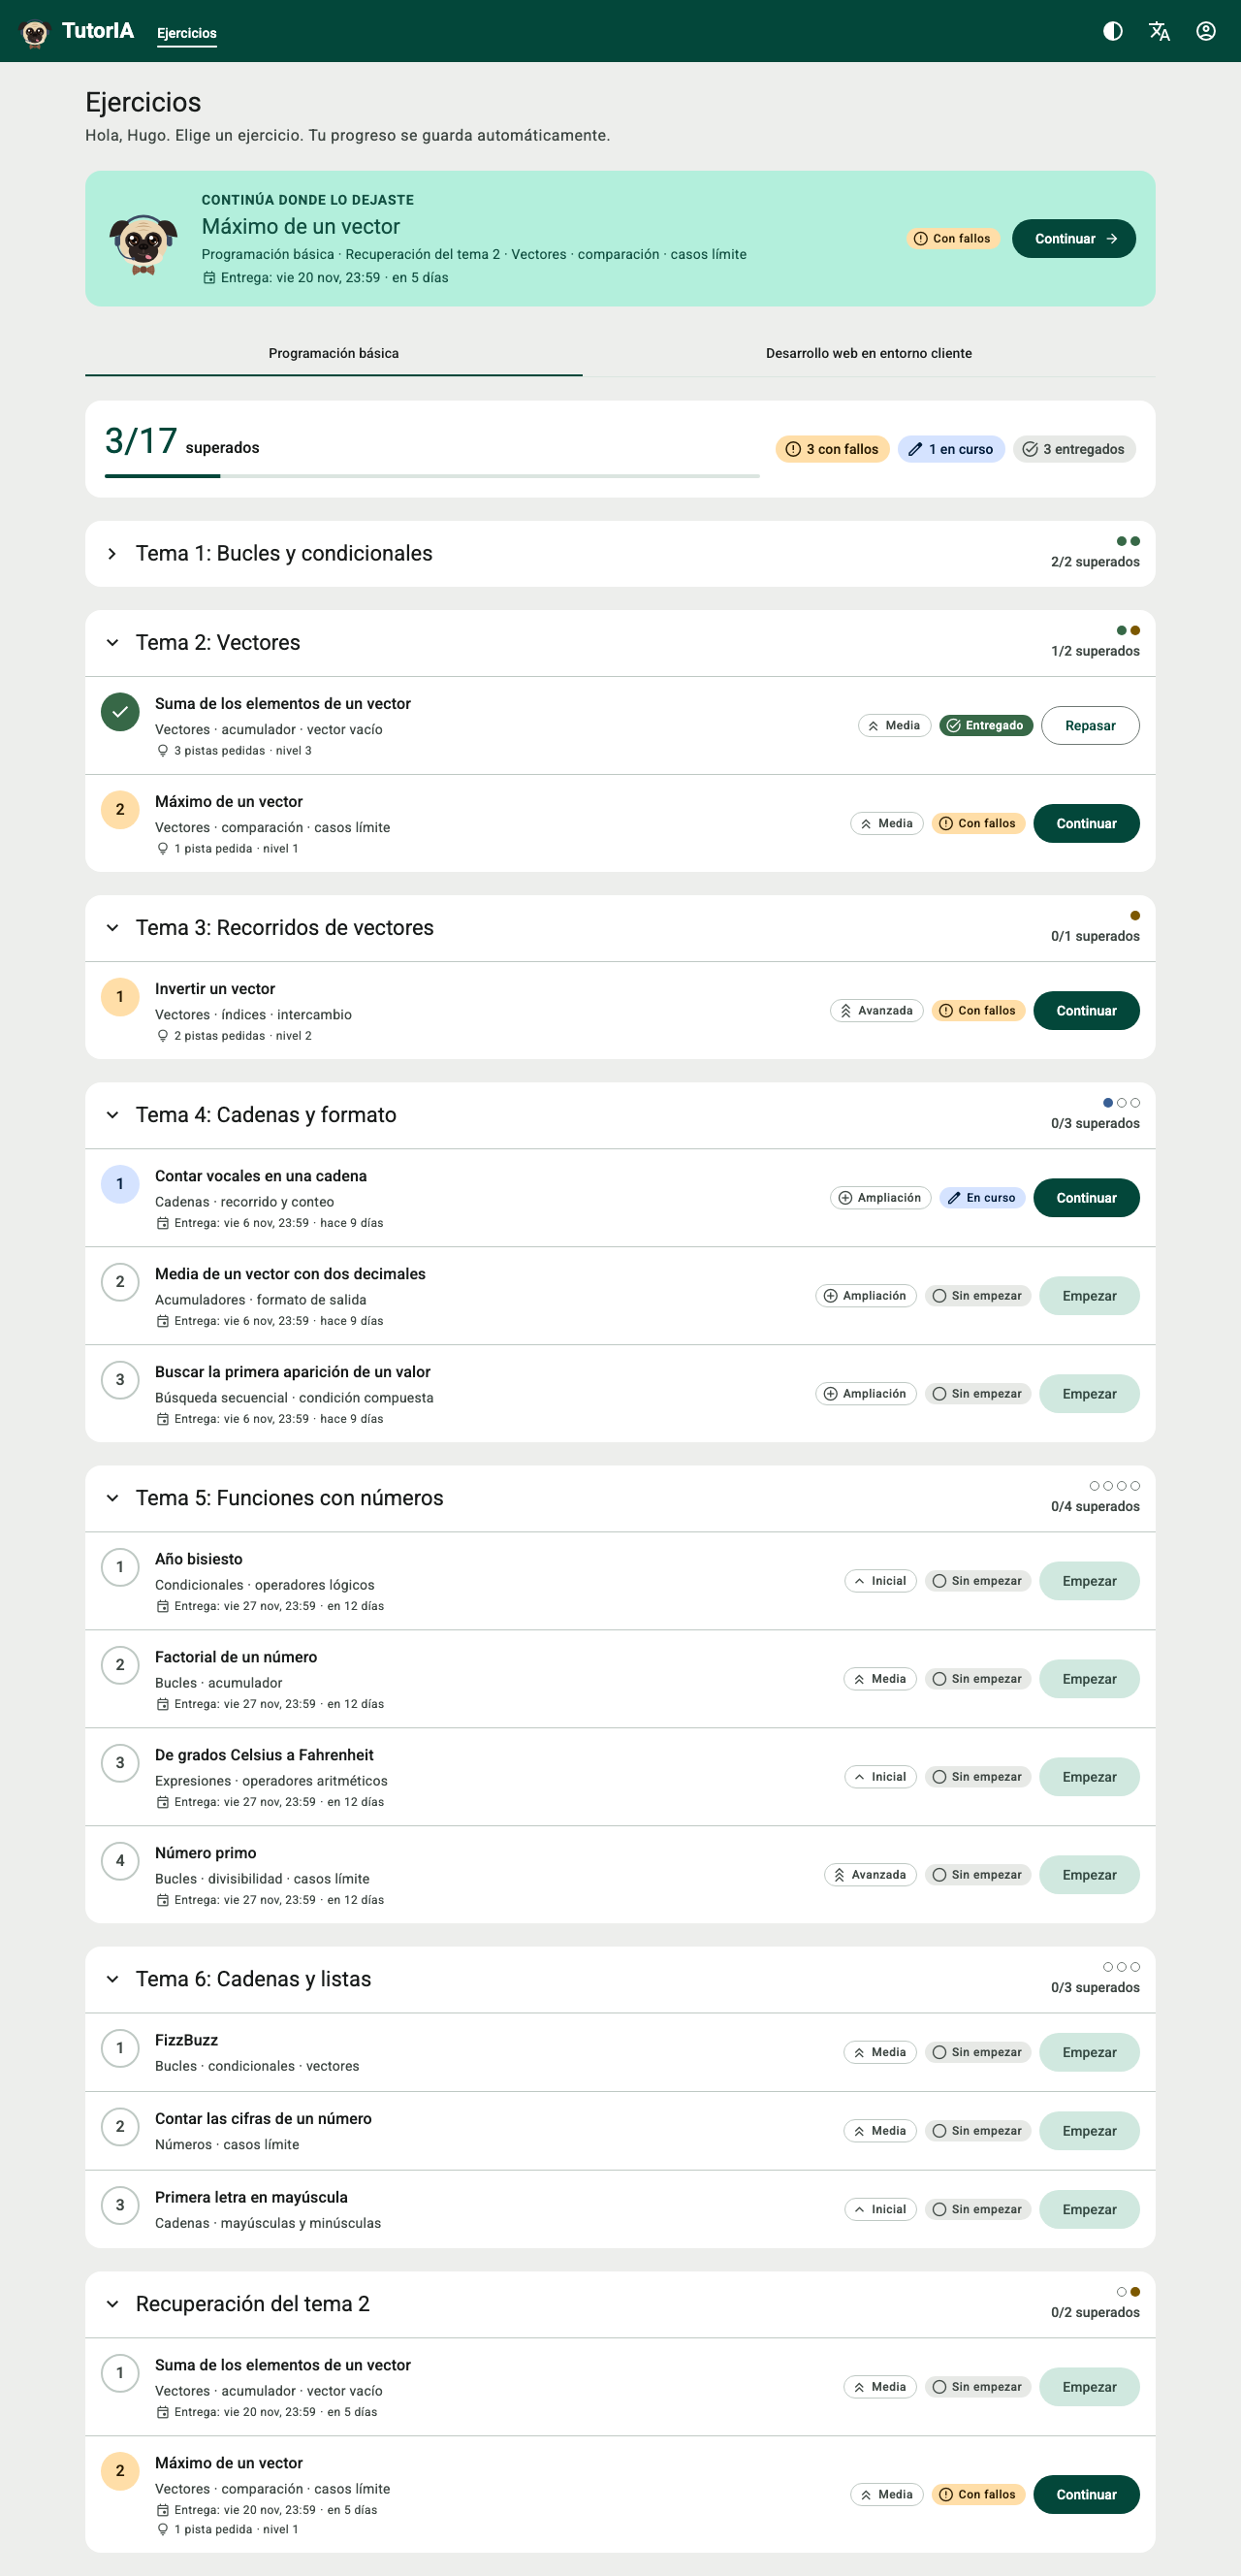 TutorIA
Ejercicios
Ejercicios
Hola, Hugo. Elige un ejercicio. Tu progreso se guarda automáticamente.
CONTINÚA DONDE LO DEJASTE
Máximo de un vector
Programación básica · Recuperación del tema 2 · Vectores · comparación · casos límite
Entrega: vie 20 nov, 23:59 · en 5 días
Con fallos
Continuar
Programación básica
Desarrollo web en entorno cliente
3/17 superados
3 con fallos
1 en curso
3 entregados
Tema 1: Bucles y condicionales
2/2 superados
Tema 2: Vectores
1/2 superados
Suma de los elementos de un vector
Vectores · acumulador · vector vacío
3 pistas pedidas · nivel 3
Media
Entregado
Repasar
2
Máximo de un vector
Vectores · comparación · casos límite
1 pista pedida · nivel 1
Media
Con fallos
Continuar
Tema 3: Recorridos de vectores
0/1 superados
1
Invertir un vector
Vectores · índices · intercambio
2 pistas pedidas · nivel 2
Avanzada
Con fallos
Continuar
Tema 4: Cadenas y formato
0/3 superados
1
Contar vocales en una cadena
Cadenas · recorrido y conteo
Entrega: vie 6 nov, 23:59 · hace 9 días
Ampliación
En curso
Continuar
2
Media de un vector con dos decimales
Acumuladores · formato de salida
Entrega: vie 6 nov, 23:59 · hace 9 días
Ampliación
Sin empezar
Empezar
3
Buscar la primera aparición de un valor
Búsqueda secuencial · condición compuesta
Entrega: vie 6 nov, 23:59 · hace 9 días
Ampliación
Sin empezar
Empezar
Tema 5: Funciones con números
0/4 superados
1
Año bisiesto
Condicionales · operadores lógicos
Entrega: vie 27 nov, 23:59 · en 12 días
Inicial
Sin empezar
Empezar
2
Factorial de un número
Bucles · acumulador
Entrega: vie 27 nov, 23:59 · en 12 días
Media
Sin empezar
Empezar
3
De grados Celsius a Fahrenheit
Expresiones · operadores aritméticos
Entrega: vie 27 nov, 23:59 · en 12 días
Inicial
Sin empezar
Empezar
4
Número primo
Bucles · divisibilidad · casos límite
Entrega: vie 27 nov, 23:59 · en 12 días
Avanzada
Sin empezar
Empezar
Tema 6: Cadenas y listas
0/3 superados
1
FizzBuzz
Bucles · condicionales · vectores
Media
Sin empezar
Empezar
2
Contar las cifras de un número
Números · casos límite
Media
Sin empezar
Empezar
3
Primera letra en mayúscula
Cadenas · mayúsculas y minúsculas
Inicial
Sin empezar
Empezar
Recuperación del tema 2
0/2 superados
1
Suma de los elementos de un vector
Vectores · acumulador · vector vacío
Entrega: vie 20 nov, 23:59 · en 5 días
Media
Sin empezar
Empezar
2
Máximo de un vector
Vectores · comparación · casos límite
Entrega: vie 20 nov, 23:59 · en 5 días
1 pista pedida · nivel 1
Media
Con fallos
Continuar